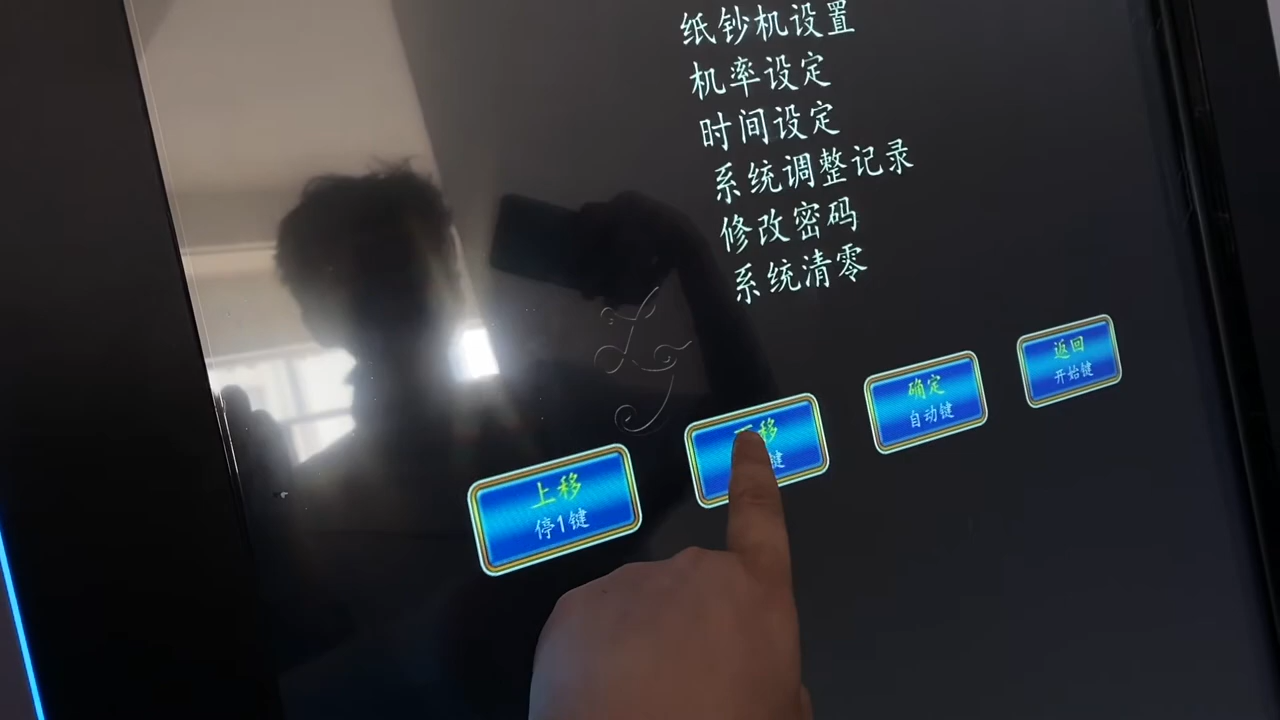 纸钞机设置
机率设定
时间设定
系统调整记录
修改密码
系统清零
返回
开始键
确定
自动键
移
键
上移
停1键